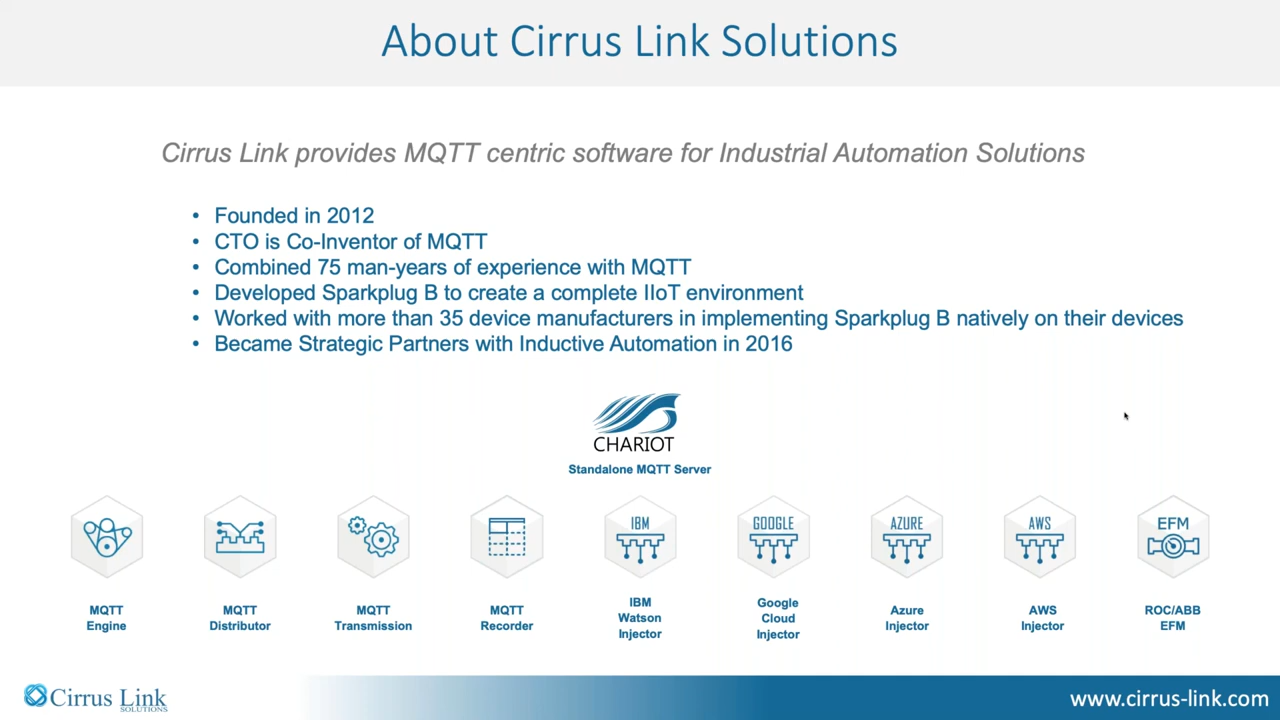 About Cirrus Link Solutions
Cirrus Link provides MQTT centric software for Industrial Automation Solutions
• Founded in 2012
• CTO is Co-Inventor of MQTT
• Combined 75 man-years of experience with MQTT
• Developed Sparkplug B to create a complete IIoT environment
• Worked with more than 35 device manufacturers in implementing Sparkplug B natively on their devices
• Became Strategic Partners with Inductive Automation in 2016
CHARIOT
Standalone MQTT Server
IBM
GOOGLE
AZURE
AWS
EFM
MQTT
Engine
MQTT
Distributor
MQTT
Transmission
MQTT
Recorder
IBM
Watson
Injector
Google
Cloud
Injector
Azure
Injector
AWS
Injector
ROC/ABB
EFM
Cirrus Link
SOLUTIONS
www.cirrus-link.com